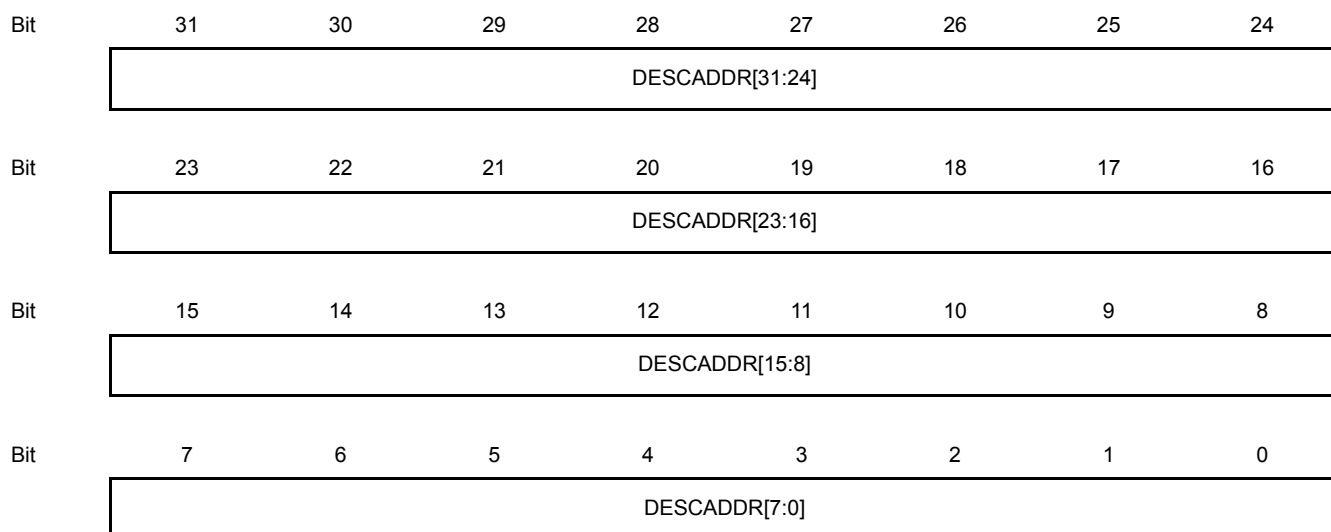 Bit 31 30 29 28 27 26 25 24
DESCADDR[31:24]
Bit 23 22 21 20 19 18 17 16
DESCADDR[23:16]
Bit 15 14 13 12 11 10 9 8
DESCADDR[15:8]
Bit 7 6 5 4 3 2 1 0
DESCADDR[7:0]